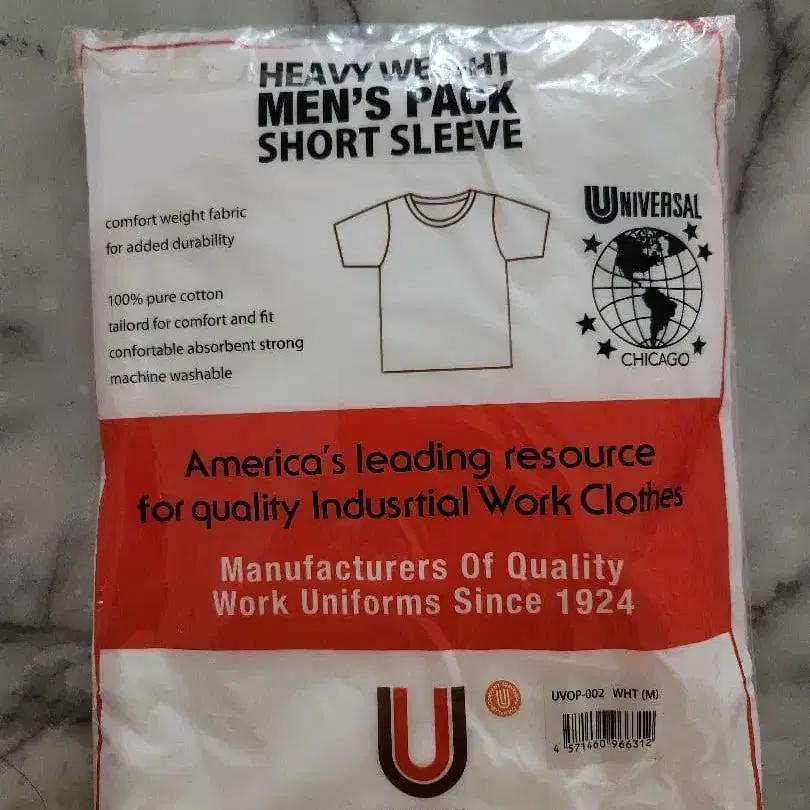 HEAVY WEIGHT
MEN'S PACK
SHORT SLEEVE
comfort weight fabric
for added durability
100% pure cotton
tailord for comfort and fit
confortable absorbent strong
machine washable
UNIVERSAL
CHICAGO
America's leading resource
for quality Indusrtial Work Clothes
Manufacturers Of Quality
Work Uniforms Since 1924
U
UVOP-002 WHT (M)
4 571460 966312